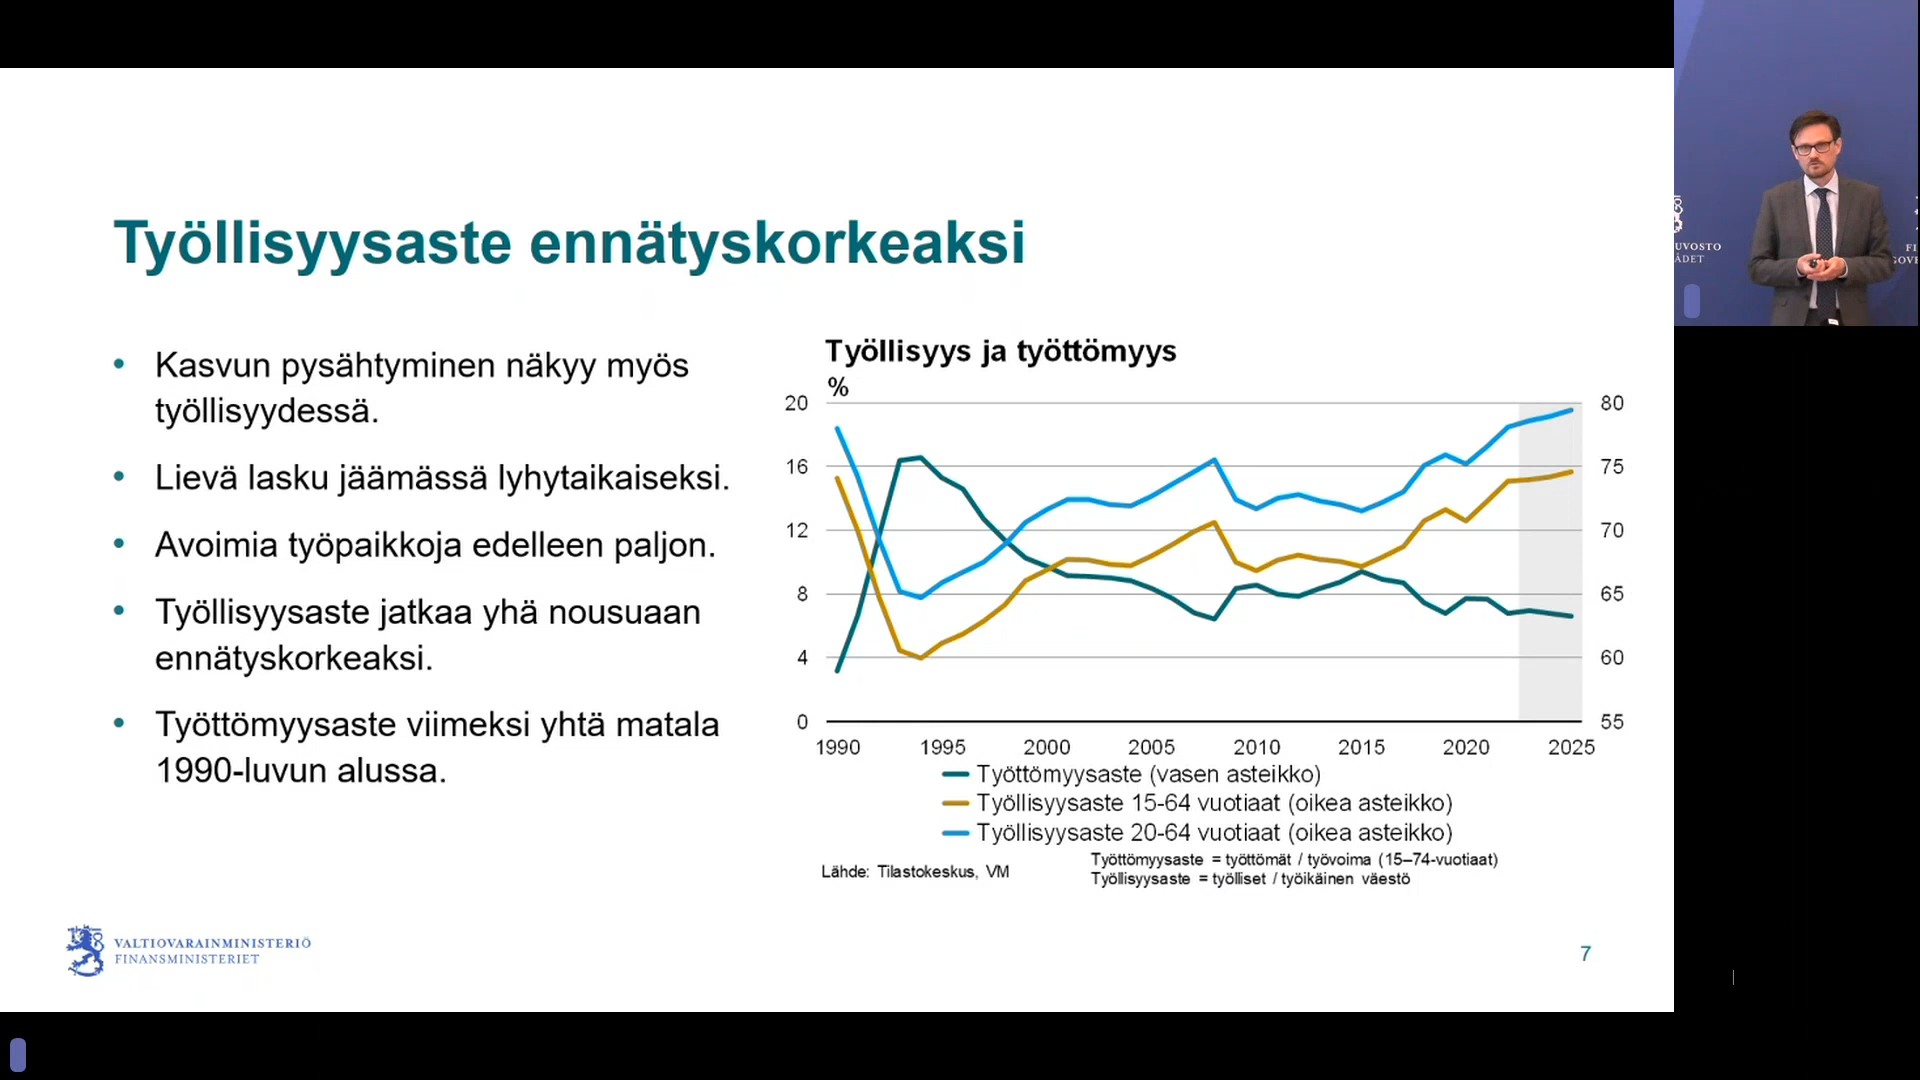 Työllisyysaste ennätyskorkeaksi
• Kasvun pysähtyminen näkyy myös
työllisyydessä.
• Lievä lasku jäämässä lyhytaikaiseksi.
• Avoimia työpaikkoja edelleen paljon.
• Työllisyysaste jatkaa yhä nousuaan
ennätyskorkeaksi.
• Työttömyysaste viimeksi yhtä matala
1990-luvun alussa.
Työllisyys ja työttömyys
%
20 80
16 75
12 70
8 65
4 60
0 55
1990 1995 2000 2005 2010 2015 2020 2025
Työttömyysaste (vasen asteikko)
Työllisyysaste 15-64 vuotiaat (oikea asteikko)
Työllisyysaste 20-64 vuotiaat (oikea asteikko)
Lähde: Tilastokeskus, VM
Työttömyysaste = työttömät / työvoima (15–74-vuotiaat)
Työllisyysaste = työlliset / työikäinen väestö
VALTIOVARAINMINISTERIÖ
FINANSMINISTERIET
7
UVOSTO
ÅDET
FI
GOVE